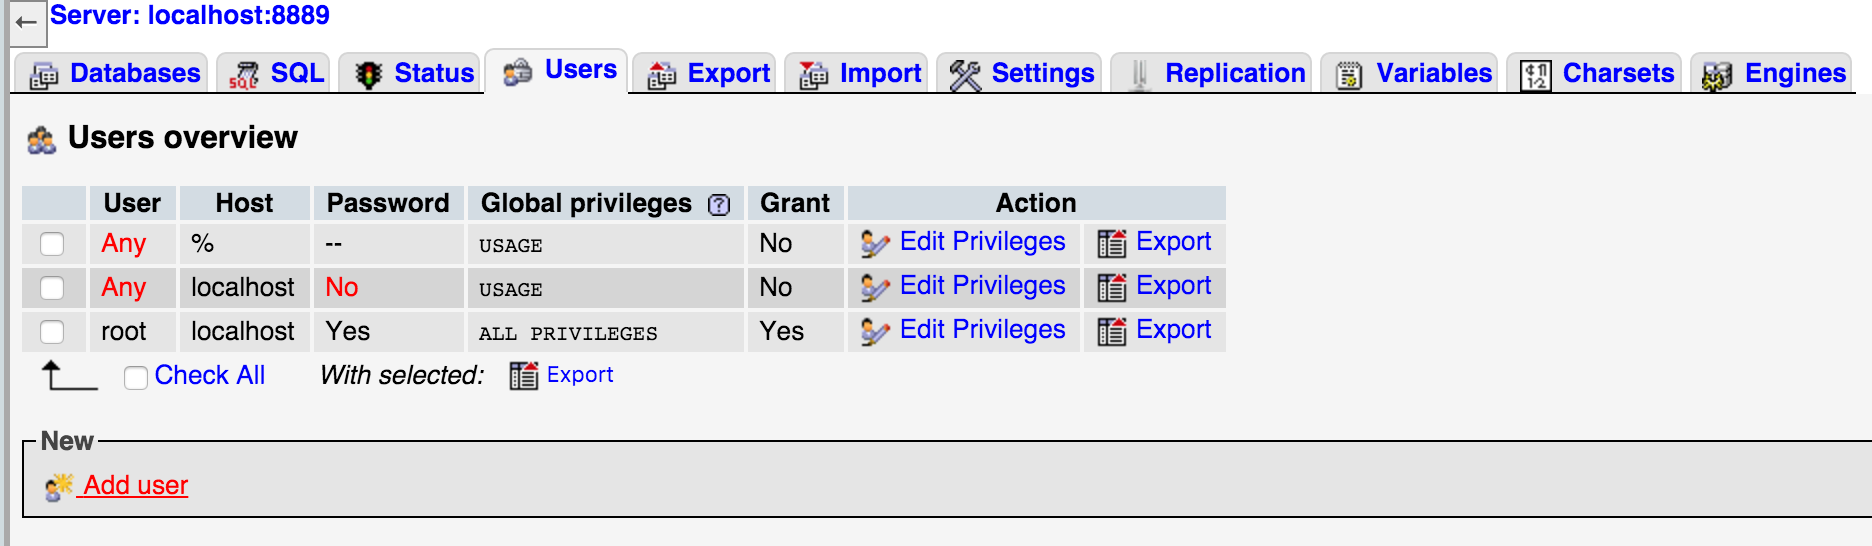 ← Server: localhost:8889
Databases SQL Status Users Export Import Settings Replication Variables Charsets Engines
Users overview
User Host Password Global privileges ? Grant Action
Any % -- USAGE No Edit Privileges Export
Any localhost No USAGE No Edit Privileges Export
root localhost Yes ALL PRIVILEGES Yes Edit Privileges Export
Check All With selected: Export
New
Add user